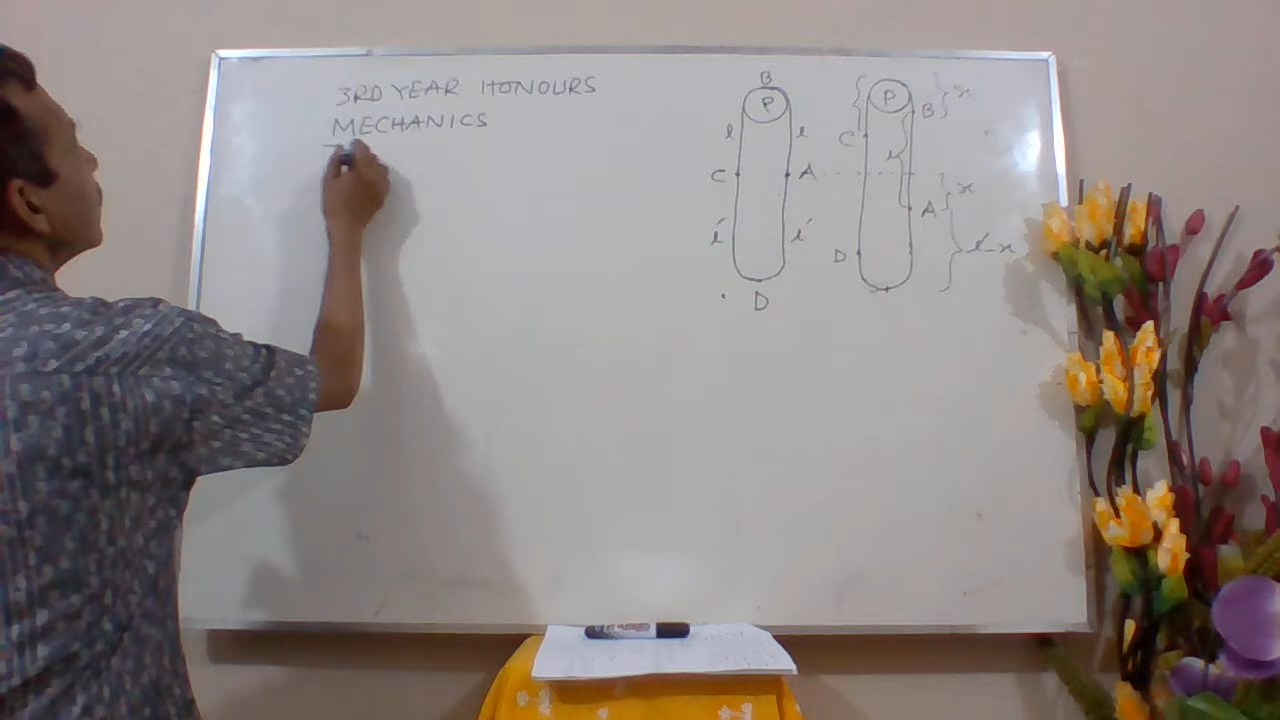 3RD YEAR HONOURS
MECHANICS
B
P
l l
C A
l' l'
D
P
B } x
C
l
A } x
D
l'-x